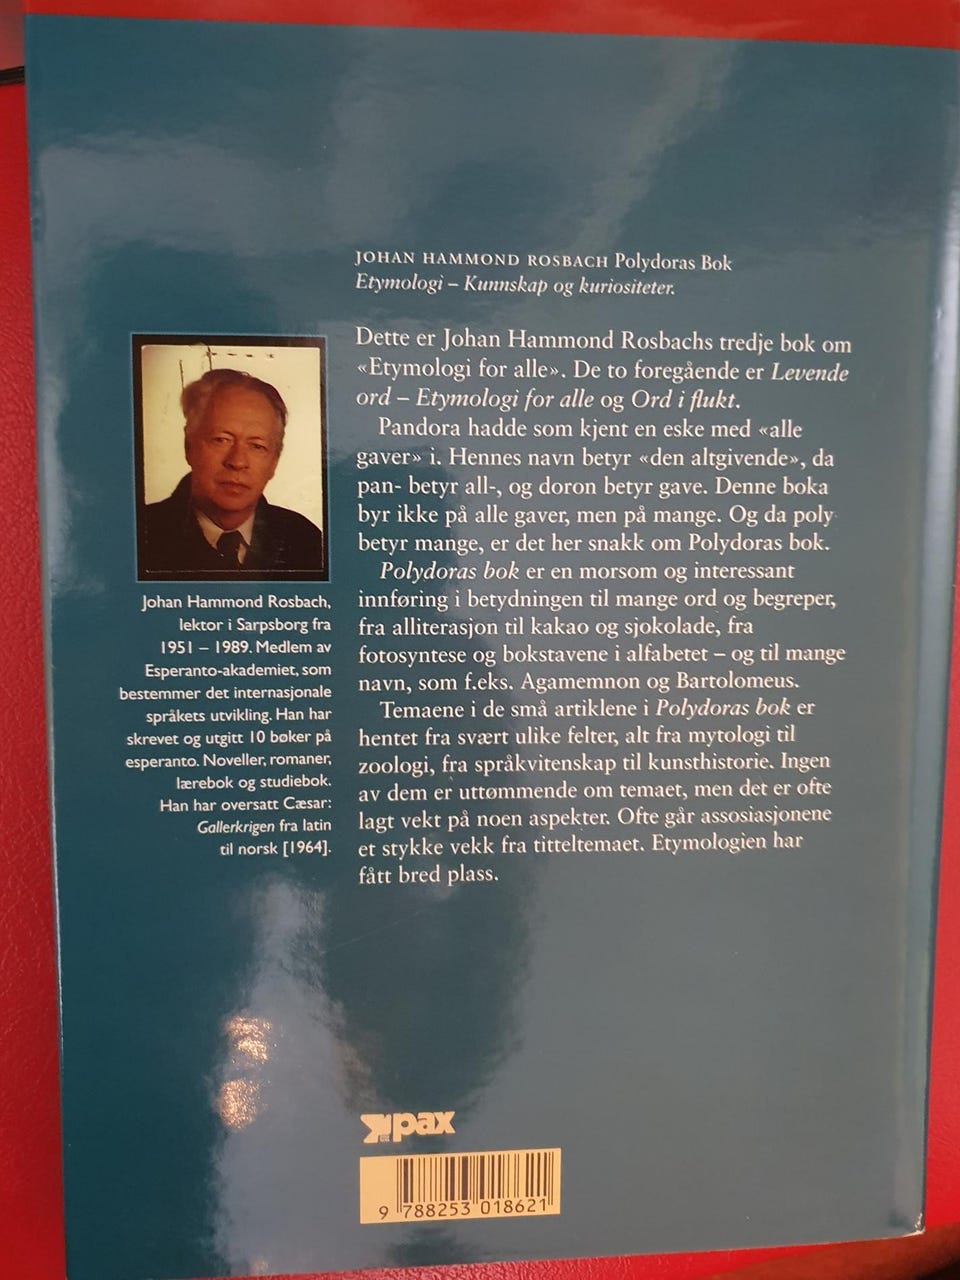 JOHAN HAMMOND ROSBACH Polydoras Bok
Etymologi – Kunnskap og kuriositeter.
Dette er Johan Hammond Rosbachs tredje bok om
«Etymologi for alle». De to foregående er Levende
ord – Etymologi for alle og Ord i flukt.
Pandora hadde som kjent en eske med «alle
gaver» i. Hennes navn betyr «den altgivende», da
pan- betyr all-, og doron betyr gave. Denne boka
byr ikke på alle gaver, men på mange. Og da poly
betyr mange, er det her snakk om Polydoras bok.
Polydoras bok er en morsom og interessant
innføring i betydningen til mange ord og begreper,
fra alliterasjon til kakao og sjokolade, fra
fotosyntese og bokstavene i alfabetet – og til mange
navn, som f.eks. Agamemnon og Bartolomeus.
Temaene i de små artiklene i Polydoras bok er
hentet fra svært ulike felter, alt fra mytologi til
zoologi, fra språkvitenskap til kunsthistorie. Ingen
av dem er uttømmende om temaet, men det er ofte
lagt vekt på noen aspekter. Ofte går assosiasjonene
et stykke vekk fra titteltemaet. Etymologien har
fått bred plass.
Johan Hammond Rosbach,
lektor i Sarpsborg fra
1951 – 1989. Medlem av
Esperanto-akademiet, som
bestemmer det internasjonale
språkets utvikling. Han har
skrevet og utgitt 10 bøker på
esperanto. Noveller, romaner,
lærebok og studiebok.
Han har oversatt Cæsar:
Gallerkrigen fra latin
til norsk [1964].
pax
9 788253 018621